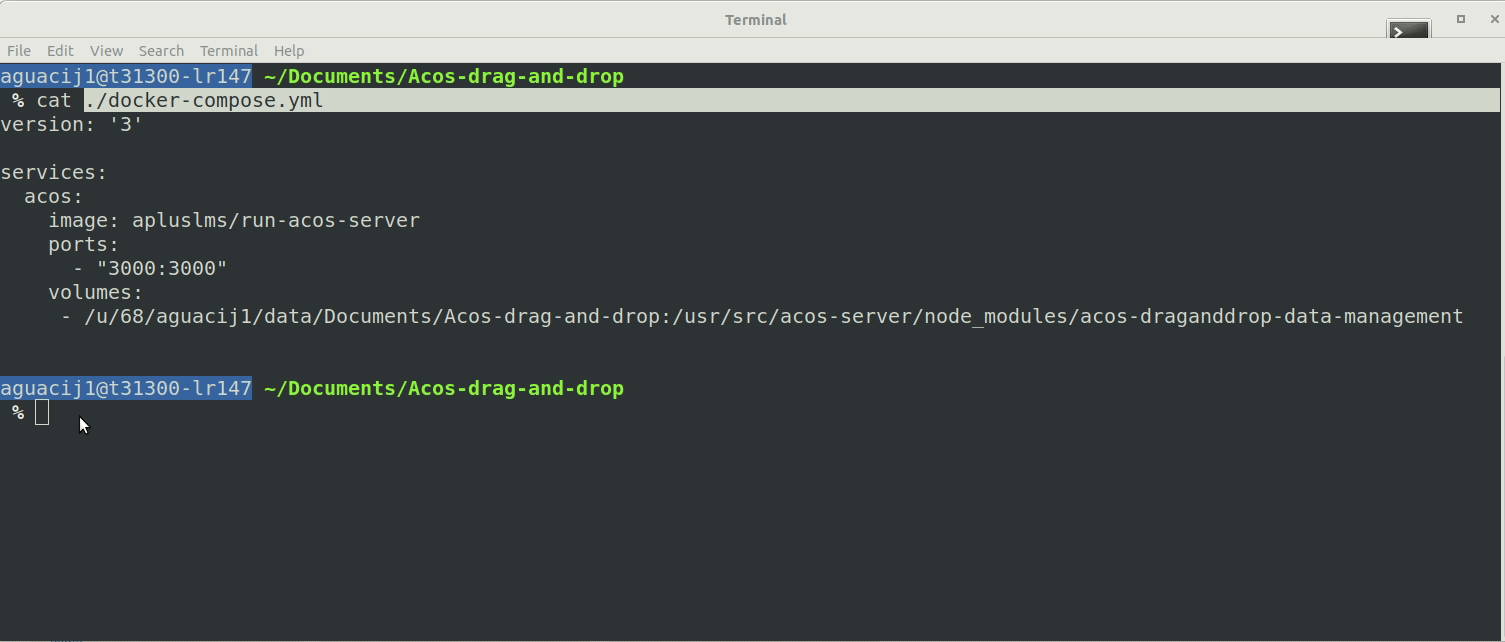 Terminal
File Edit View Search Terminal Help
aguacij1@t31300-lr147 ~/Documents/Acos-drag-and-drop
% cat ./docker-compose.yml
version: '3'
services:
  acos:
    image: apluslms/run-acos-server
    ports:
      - "3000:3000"
    volumes:
     - /u/68/aguacij1/data/Documents/Acos-drag-and-drop:/usr/src/acos-server/node_modules/acos-draganddrop-data-management
aguacij1@t31300-lr147 ~/Documents/Acos-drag-and-drop
%